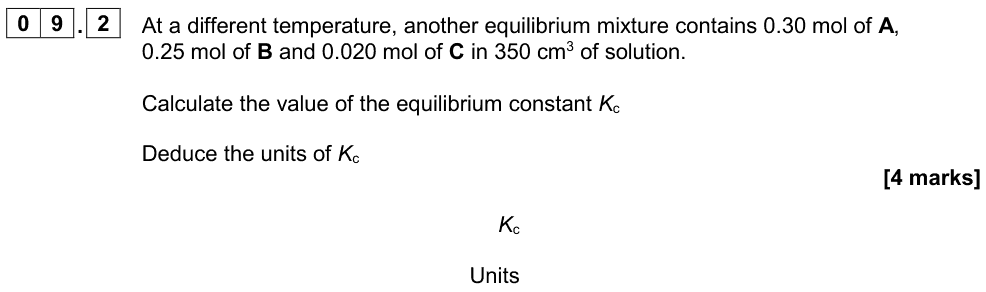 09.2 At a different temperature, another equilibrium mixture contains 0.30 mol of A,
0.25 mol of B and 0.020 mol of C in 350 cm³ of solution.
Calculate the value of the equilibrium constant Kc
Deduce the units of Kc
[4 marks]
Kc
Units